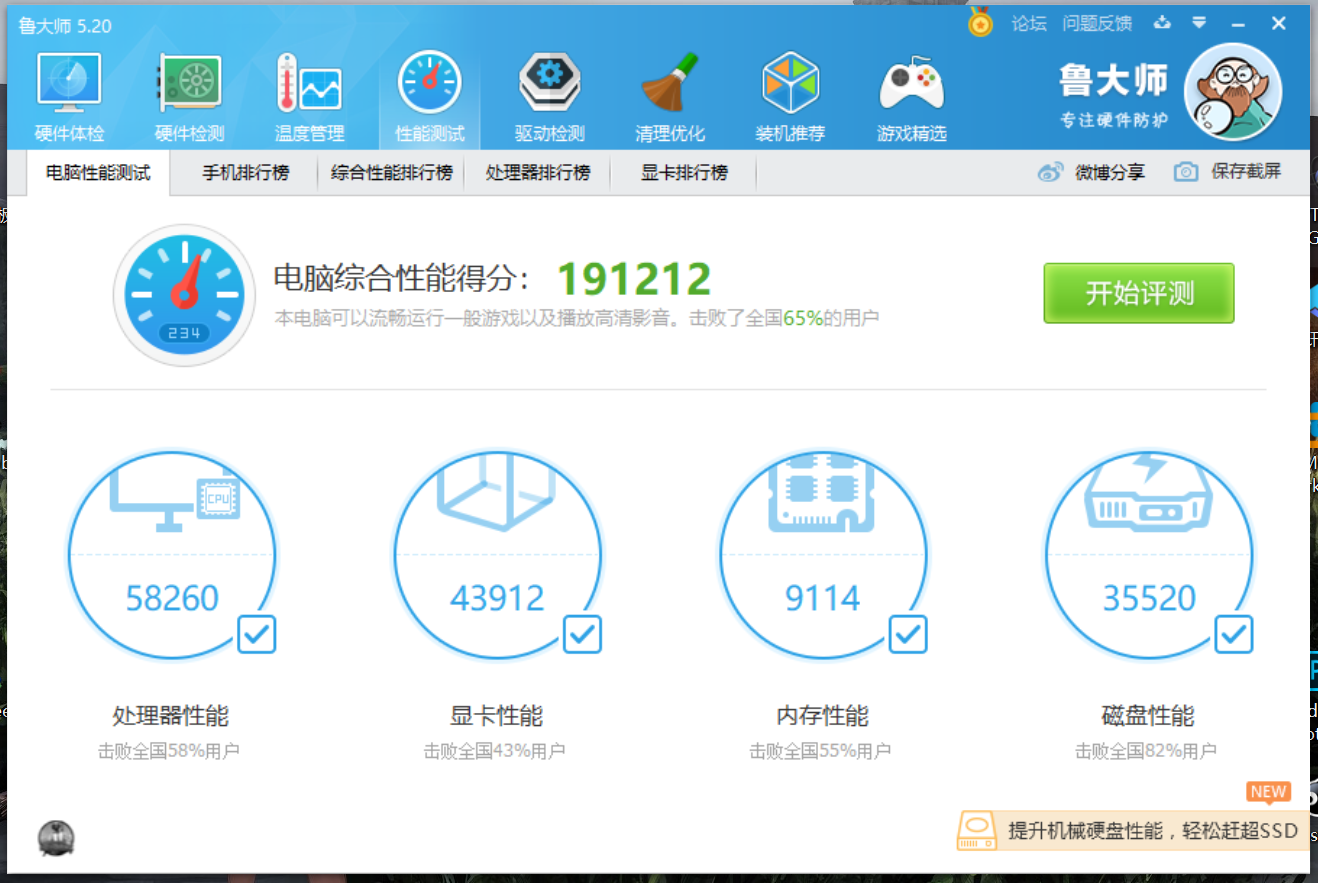 鲁大师 5.20
论坛 问题反馈
硬件体检 硬件检测 温度管理 性能测试 驱动检测 清理优化 装机推荐 游戏精选
鲁大师
专注硬件防护
电脑性能测试 手机排行榜 综合性能排行榜 处理器排行榜 显卡排行榜 微博分享 保存截屏
234
电脑综合性能得分： 191212
本电脑可以流畅运行一般游戏以及播放高清影音。击败了全国65%的用户
开始评测
CPU
58260 43912 9114 35520
处理器性能 显卡性能 内存性能 磁盘性能
击败全国58%用户 击败全国43%用户 击败全国55%用户 击败全国82%用户
NEW
提升机械硬盘性能，轻松赶超SSD